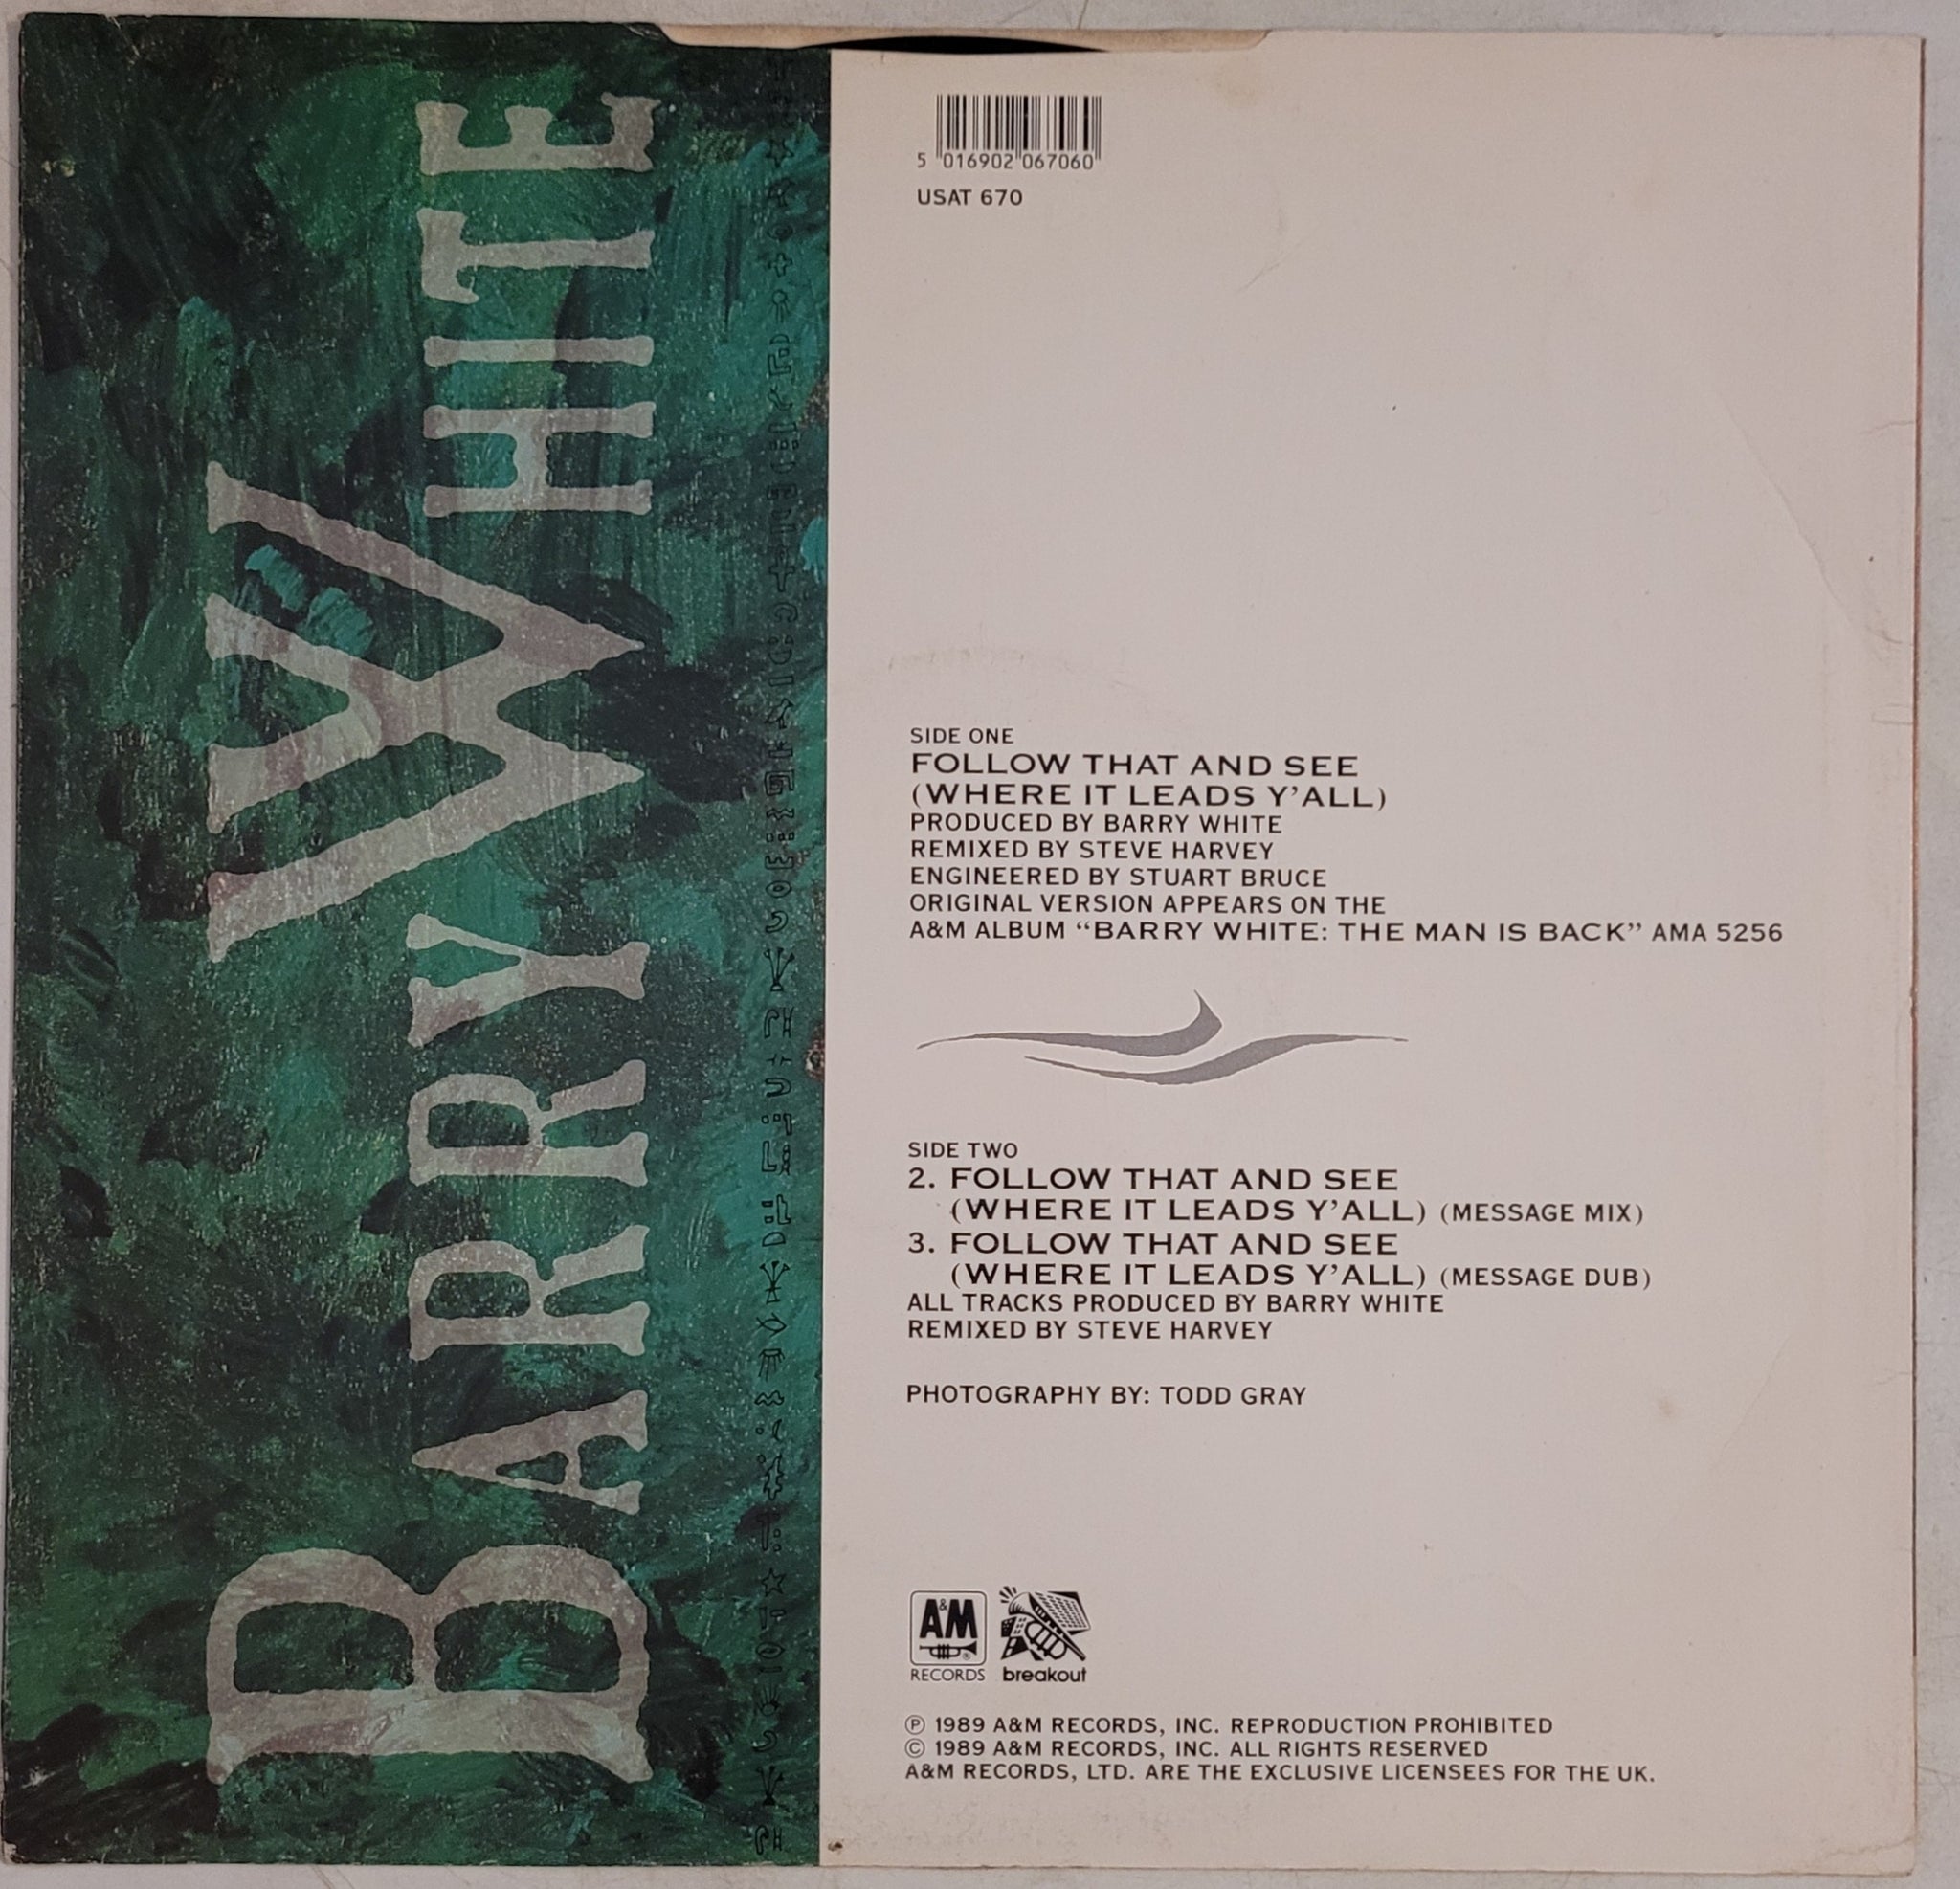 BARRY WHITE
5 016902 067060
USAT 670
SIDE ONE
FOLLOW THAT AND SEE
(WHERE IT LEADS Y'ALL)
PRODUCED BY BARRY WHITE
REMIXED BY STEVE HARVEY
ENGINEERED BY STUART BRUCE
ORIGINAL VERSION APPEARS ON THE
A&M ALBUM “BARRY WHITE: THE MAN IS BACK” AMA 5256
SIDE TWO
2. FOLLOW THAT AND SEE
(WHERE IT LEADS Y'ALL) (MESSAGE MIX)
3. FOLLOW THAT AND SEE
(WHERE IT LEADS Y'ALL) (MESSAGE DUB)
ALL TRACKS PRODUCED BY BARRY WHITE
REMIXED BY STEVE HARVEY
PHOTOGRAPHY BY: TODD GRAY
A&M ®
RECORDS
breakout
℗ 1989 A&M RECORDS, INC. REPRODUCTION PROHIBITED
© 1989 A&M RECORDS, INC. ALL RIGHTS RESERVED
A&M RECORDS, LTD. ARE THE EXCLUSIVE LICENSEES FOR THE UK.